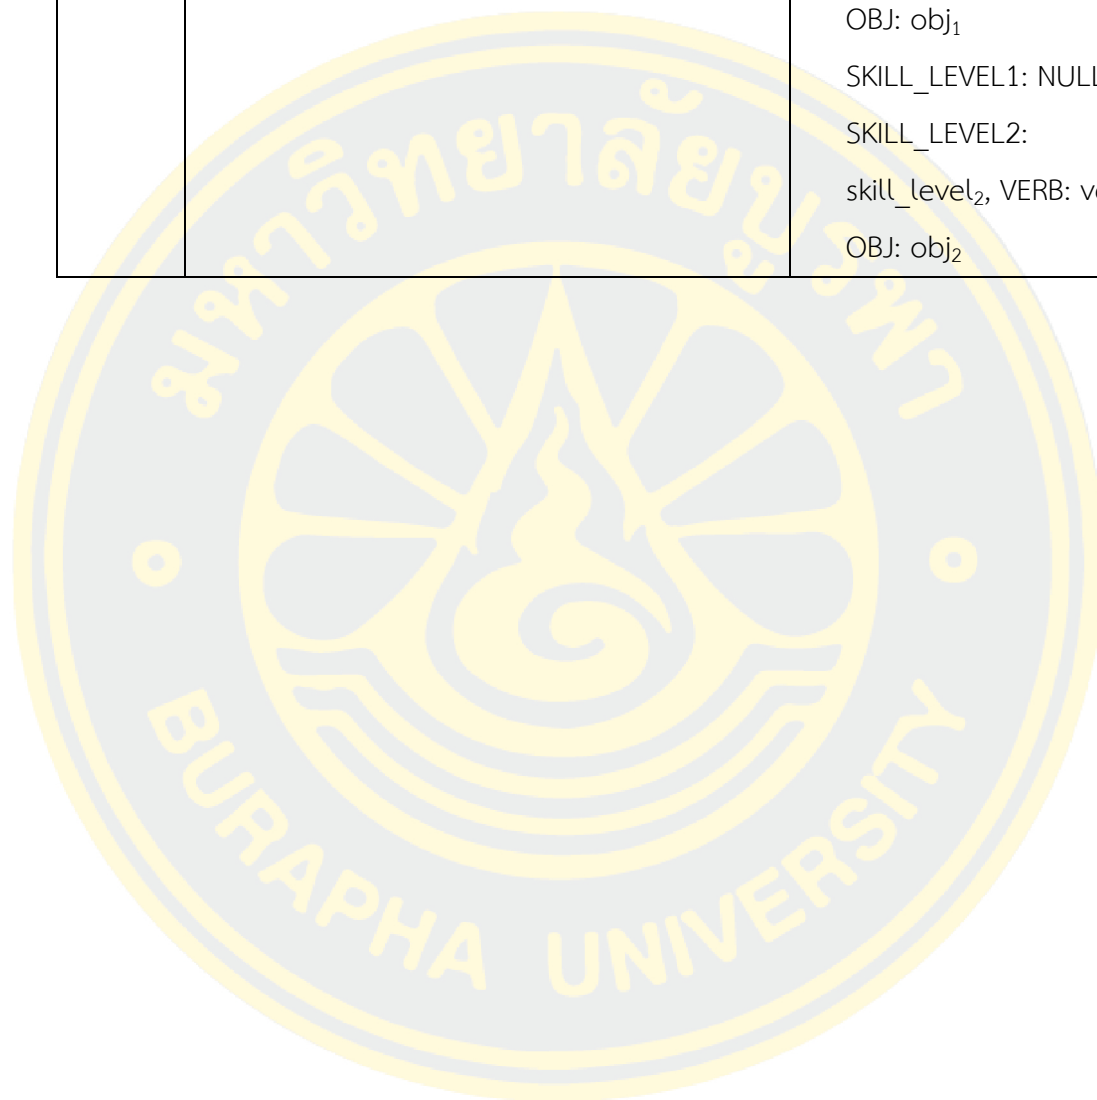 OBJ: obj₁
SKILL_LEVEL1: NULL
SKILL_LEVEL2:
skill_level₂, VERB:
OBJ: obj₂
มหาวิทยาลัยบูรพา
BURAPHA UNIVERSITY